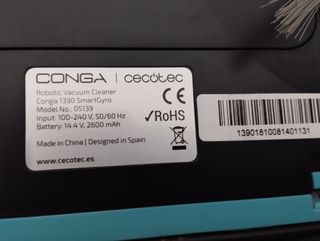 CONGA | cecotec
Robotic Vacuum Cleaner
Conga 1390 SmartGyro
Model No.: 05139
Input: 100-240 V, 50/60 Hz
Battery: 14.4 V, 2600 mAh
CE
✓RoHS
Made in China | Designed in Spain
www.cecotec.es
13901610081401131